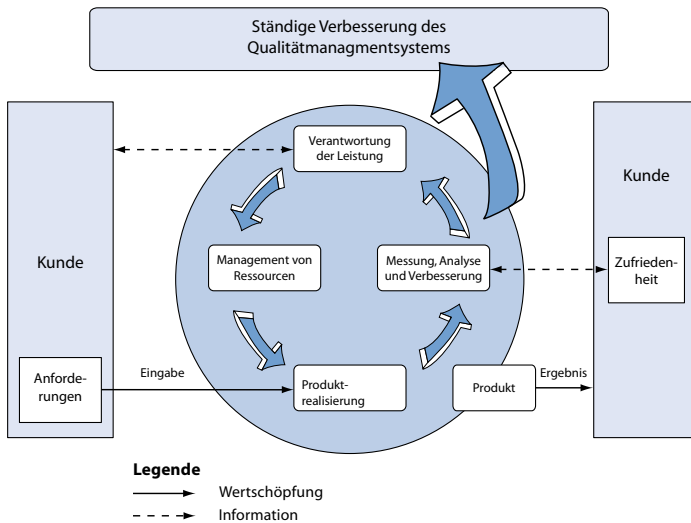 Ständige Verbesserung des
Qualitätmanagmentsystems
Kunde
Anforde-
rungen
Eingabe
Verantwortung
der Leistung
Management von
Ressourcen
Messung, Analyse
und Verbesserung
Produkt-
realisierung
Produkt
Ergebnis
Kunde
Zufrieden-
heit
Legende
Wertschöpfung
Information